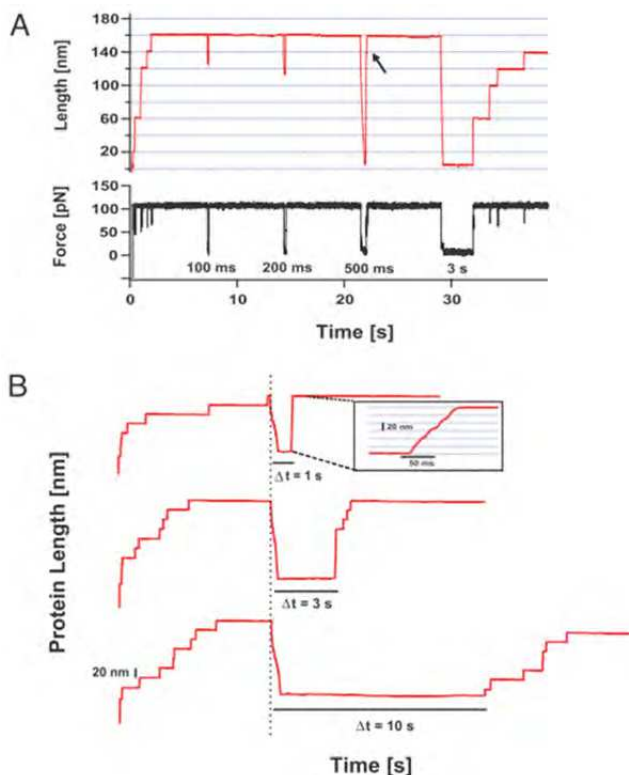 A
Length [nm]
180
140
100
60
20
Force [pN]
150
100
50
0
100 ms
200 ms
500 ms
3 s
0
10
20
30
Time [s]
B
Protein Length [nm]
20 nm
50 ms
Δt = 1 s
Δt = 3 s
20 nm
Δt = 10 s
Time [s]